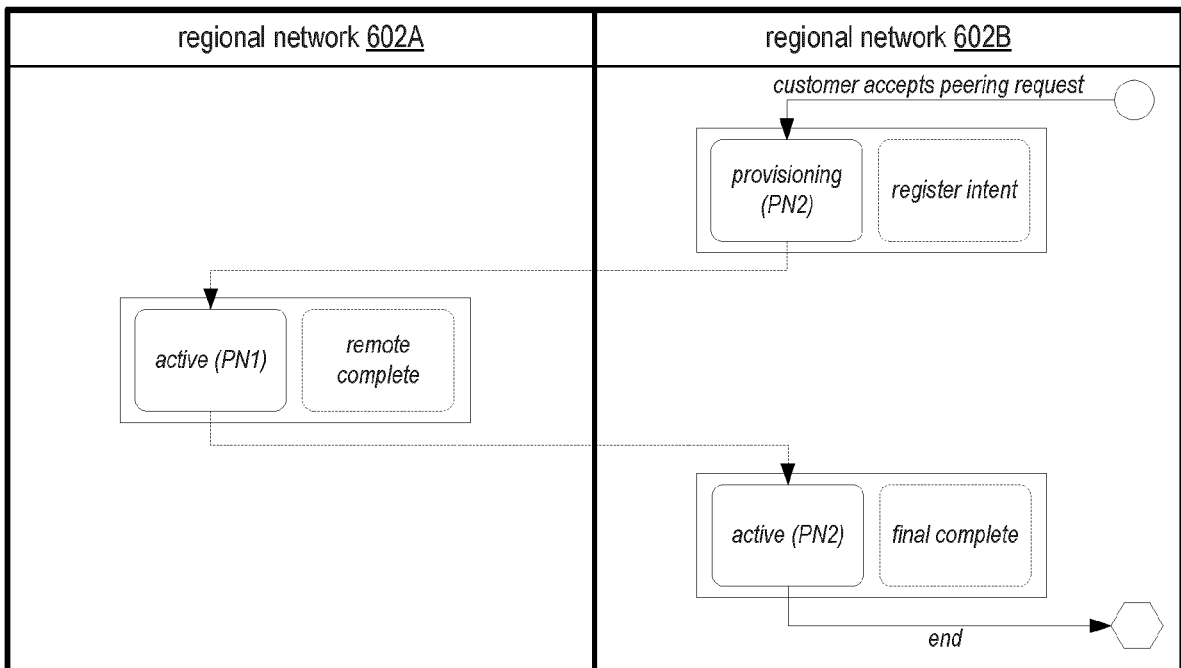 regional network 602A
regional network 602B
customer accepts peering request
provisioning
(PN2)
register intent
active (PN1)
remote
complete
active (PN2)
final complete
end